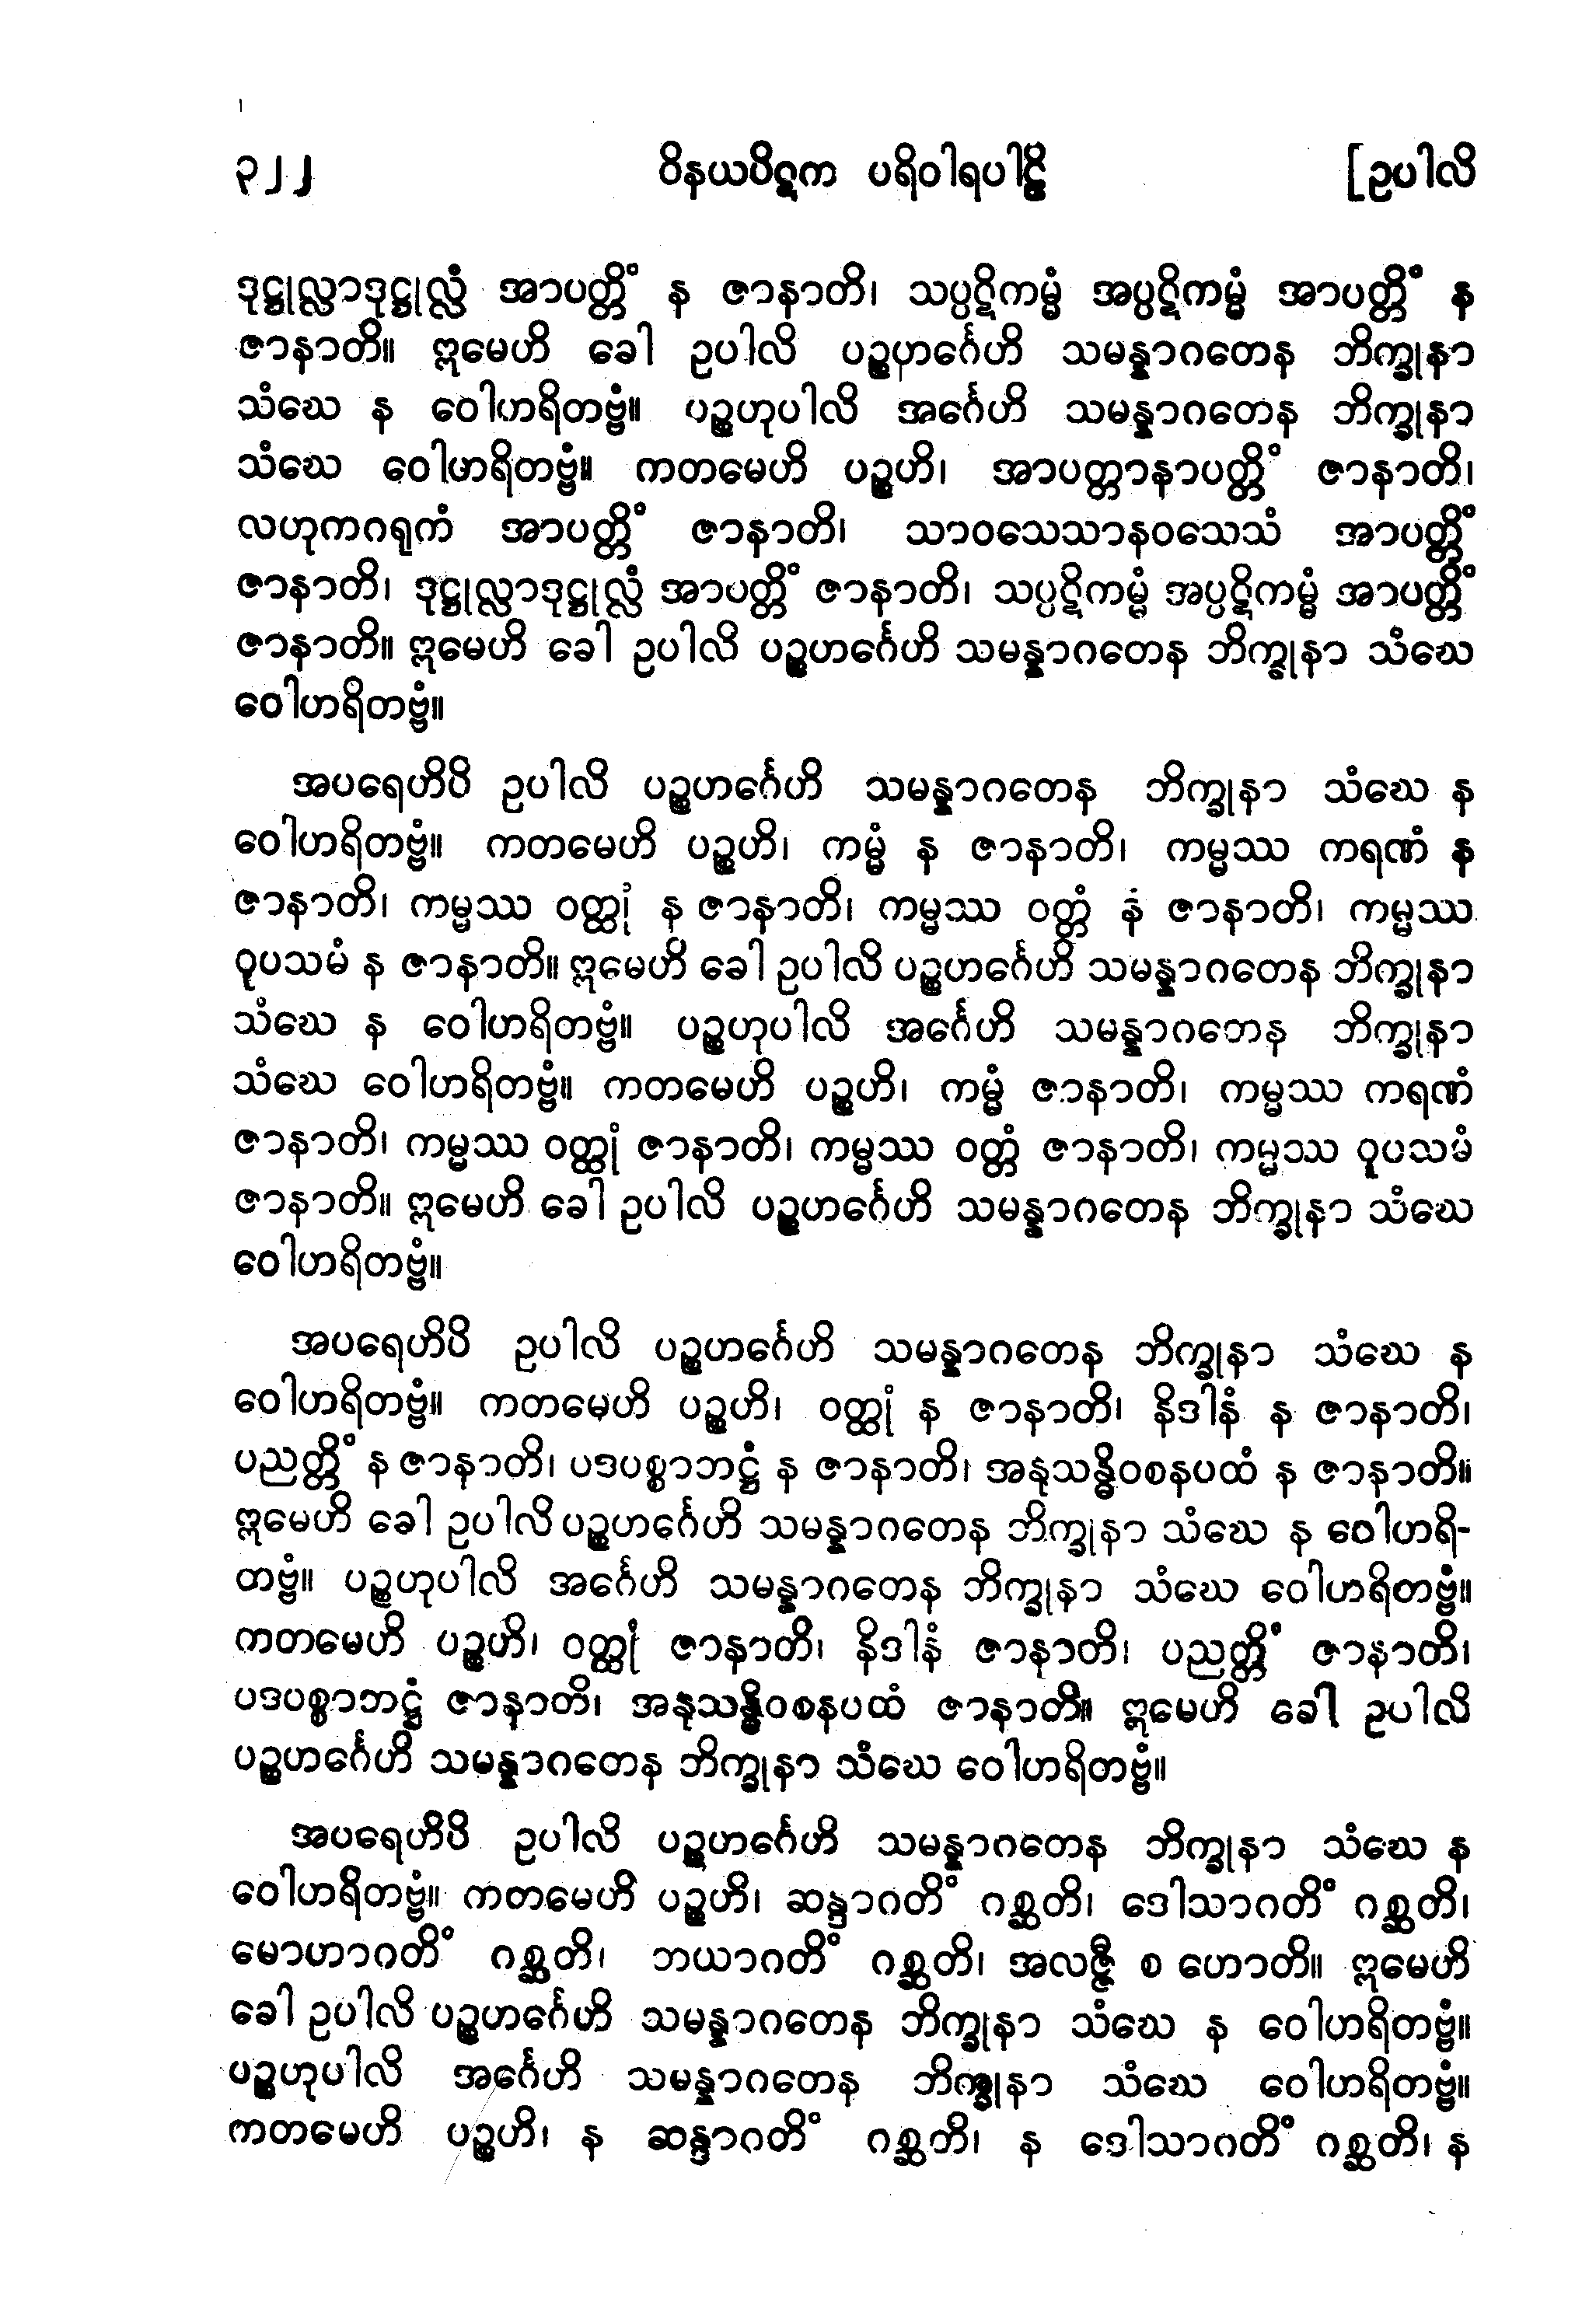 ၃၂၂ ဝိနယပိဋက ပရိဝါရပါဠိ [ဥပါလိ
ဒုဋ္ဌုလ္လာဒုဋ္ဌုလ္လံ အာပတ္တိံ န ဇာနာတိ၊ သပ္ပဋိကမ္မံ အပ္ပဋိကမ္မံ အာပတ္တိံ န
ဇာနာတိ။ ဣမေဟိ ခေါ ဥပါလိ ပဉ္စဟင်္ဂေဟိ သမန္နာဂတေန ဘိက္ခုနာ
သံဃေ န ဝေါဟရိတဗ္ဗံ။ ပဉ္စဟုပါလိ အင်္ဂေဟိ သမန္နာဂတေန ဘိက္ခုနာ
သံဃေ ဝေါဟရိတဗ္ဗံ။ ကတမေဟိ ပဉ္စဟိ၊ အာပတ္တာနာပတ္တိံ ဇာနာတိ၊
လဟုကဂရုကံ အာပတ္တိံ ဇာနာတိ၊ သာဝသေသာနဝသေသံ အာပတ္တိံ
ဇာနာတိ၊ ဒုဋ္ဌုလ္လာဒုဋ္ဌုလ္လံ အာပတ္တိံ ဇာနာတိ၊ သပ္ပဋိကမ္မံ အပ္ပဋိကမ္မံ အာပတ္တိံ
ဇာနာတိ။ ဣမေဟိ ခေါ ဥပါလိ ပဉ္စဟင်္ဂေဟိ သမန္နာဂတေန ဘိက္ခုနာ သံဃေ
ဝေါဟရိတဗ္ဗံ။
အပရေဟိပိ ဥပါလိ ပဉ္စဟင်္ဂေဟိ သမန္နာဂတေန ဘိက္ခုနာ သံဃေ န
ဝေါဟရိတဗ္ဗံ။ ကတမေဟိ ပဉ္စဟိ၊ ကမ္မံ န ဇာနာတိ၊ ကမ္မဿ ကရဏံ န
ဇာနာတိ၊ ကမ္မဿ ဝတ္ထုံ န ဇာနာတိ၊ ကမ္မဿ ဝတ္တံ န ဇာနာတိ၊ ကမ္မဿ
ဝူပသမံ န ဇာနာတိ။ ဣမေဟိ ခေါ ဥပါလိ ပဉ္စဟင်္ဂေဟိ သမန္နာဂတေန ဘိက္ခုနာ
သံဃေ န ဝေါဟရိတဗ္ဗံ။ ပဉ္စဟုပါလိ အင်္ဂေဟိ သမန္နာဂတေန ဘိက္ခုနာ
သံဃေ ဝေါဟရိတဗ္ဗံ။ ကတမေဟိ ပဉ္စဟိ၊ ကမ္မံ ဇာနာတိ၊ ကမ္မဿ ကရဏံ
ဇာနာတိ၊ ကမ္မဿ ဝတ္ထုံ ဇာနာတိ၊ ကမ္မဿ ဝတ္တံ ဇာနာတိ၊ ကမ္မဿ ဝူပသမံ
ဇာနာတိ။ ဣမေဟိ ခေါ ဥပါလိ ပဉ္စဟင်္ဂေဟိ သမန္နာဂတေန ဘိက္ခုနာ သံဃေ
ဝေါဟရိတဗ္ဗံ။
အပရေဟိပိ ဥပါလိ ပဉ္စဟင်္ဂေဟိ သမန္နာဂတေန ဘိက္ခုနာ သံဃေ န
ဝေါဟရိတဗ္ဗံ။ ကတမေဟိ ပဉ္စဟိ၊ ဝတ္ထုံ န ဇာနာတိ၊ နိဒါနံ န ဇာနာတိ၊
ပညတ္တိံ န ဇာနာတိ၊ ပဒပစ္စာဘဋ္ဌံ န ဇာနာတိ၊ အနုသန္ဓိဝစနပထံ န ဇာနာတိ။
ဣမေဟိ ခေါ ဥပါလိ ပဉ္စဟင်္ဂေဟိ သမန္နာဂတေန ဘိက္ခုနာ သံဃေ န ဝေါဟရိ-
တဗ္ဗံ။ ပဉ္စဟုပါလိ အင်္ဂေဟိ သမန္နာဂတေန ဘိက္ခုနာ သံဃေ ဝေါဟရိတဗ္ဗံ။
ကတမေဟိ ပဉ္စဟိ၊ ဝတ္ထုံ ဇာနာတိ၊ နိဒါနံ ဇာနာတိ၊ ပညတ္တိံ ဇာနာတိ၊
ပဒပစ္စာဘဋ္ဌံ ဇာနာတိ၊ အနုသန္ဓိဝစနပထံ ဇာနာတိ။ ဣမေဟိ ခေါ ဥပါလိ
ပဉ္စဟင်္ဂေဟိ သမန္နာဂတေန ဘိက္ခုနာ သံဃေ ဝေါဟရိတဗ္ဗံ။
အပရေဟိပိ ဥပါလိ ပဉ္စဟင်္ဂေဟိ သမန္နာဂတေန ဘိက္ခုနာ သံဃေ န
ဝေါဟရိတဗ္ဗံ။ ကတမေဟိ ပဉ္စဟိ၊ ဆန္ဒာဂတိံ ဂစ္ဆတိ၊ ဒေါသာဂတိံ ဂစ္ဆတိ၊
မောဟာဂတိံ ဂစ္ဆတိ၊ ဘယာဂတိံ ဂစ္ဆတိ၊ အလဇ္ဇီ စ ဟောတိ။ ဣမေဟိ
ခေါ ဥပါလိ ပဉ္စဟင်္ဂေဟိ သမန္နာဂတေန ဘိက္ခုနာ သံဃေ န ဝေါဟရိတဗ္ဗံ။
ပဉ္စဟုပါလိ အင်္ဂေဟိ သမန္နာဂတေန ဘိက္ခုနာ သံဃေ ဝေါဟရိတဗ္ဗံ။
ကတမေဟိ ပဉ္စဟိ၊ န ဆန္ဒာဂတိံ ဂစ္ဆတိ၊ န ဒေါသာဂတိံ ဂစ္ဆတိ၊ န